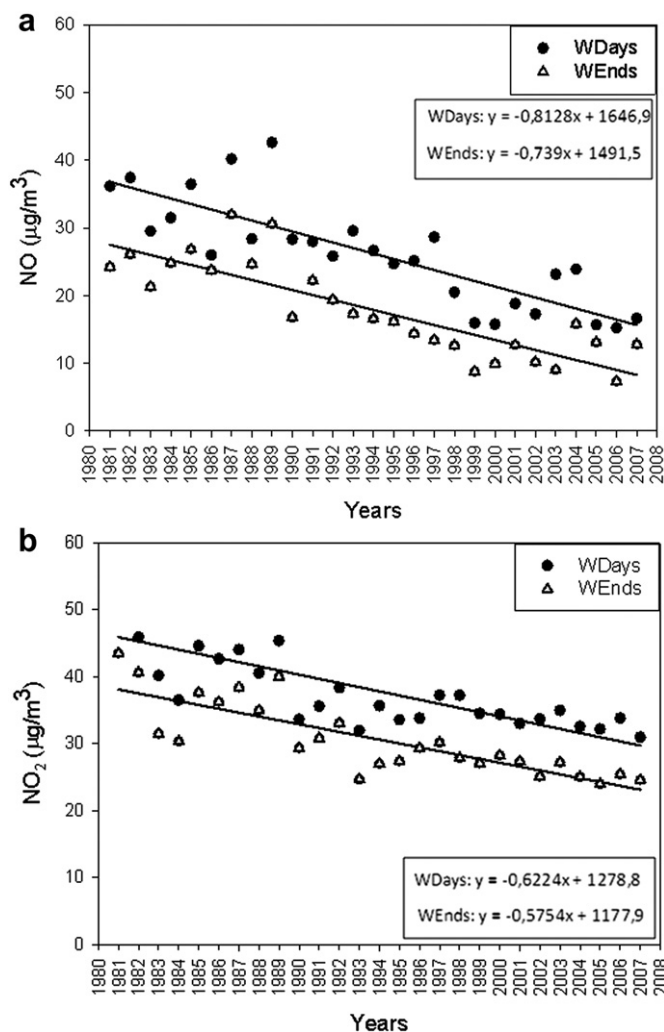 a
60
50
40
30
20
10
0
NO (µg/m³)
WDays
WEnds
WDays: y = -0,8128x + 1646,9
WEnds: y = -0,739x + 1491,5
1980 1981 1982 1983 1984 1985 1986 1987 1988 1989 1990 1991 1992 1993 1994 1995 1996 1997 1998 1999 2000 2001 2002 2003 2004 2005 2006 2007 2008
Years
b
60
50
40
30
20
10
0
NO₂ (µg/m³)
WDays
WEnds
WDays: y = -0,6224x + 1278,8
WEnds: y = -0,5754x + 1177,9
1980 1981 1982 1983 1984 1985 1986 1987 1988 1989 1990 1991 1992 1993 1994 1995 1996 1997 1998 1999 2000 2001 2002 2003 2004 2005 2006 2007 2008
Years